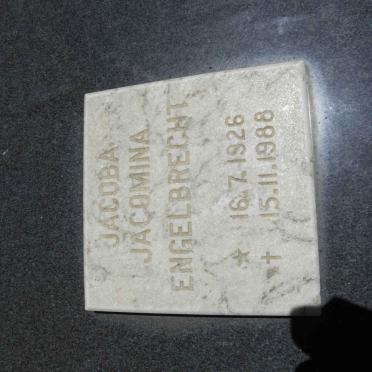 JACOBA
JACOMINA
ENGELBRECHT
★ 16.7.1926
✝ 15.11.1988